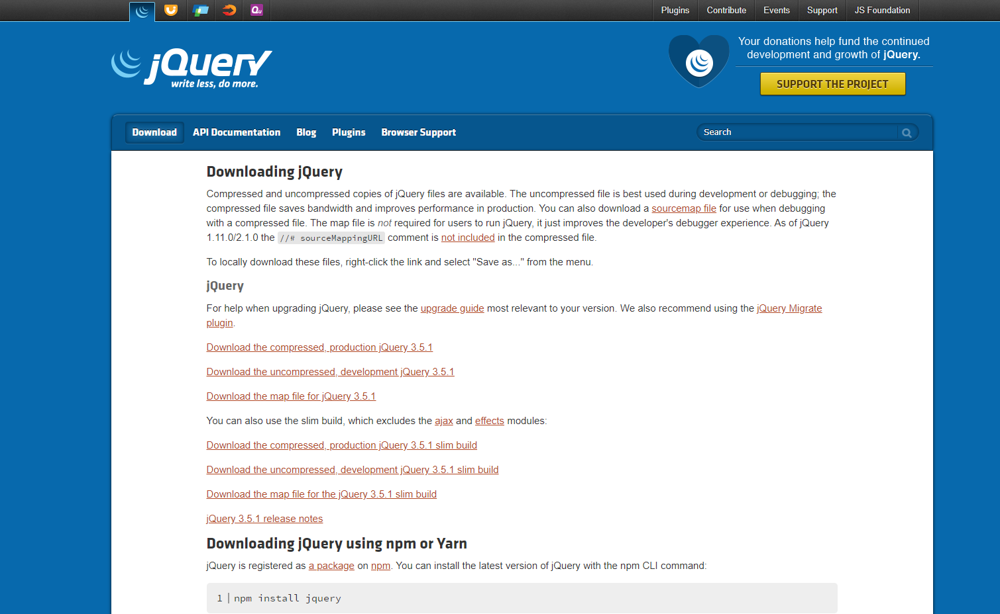 Plugins Contribute Events Support JS Foundation
Qu
jQuery
write less, do more.
Your donations help fund the continued
development and growth of jQuery.
SUPPORT THE PROJECT
Download API Documentation Blog Plugins Browser Support Search
Downloading jQuery
Compressed and uncompressed copies of jQuery files are available. The uncompressed file is best used during development or debugging; the
compressed file saves bandwidth and improves performance in production. You can also download a sourcemap file for use when debugging
with a compressed file. The map file is not required for users to run jQuery, it just improves the developer's debugger experience. As of jQuery
1.11.0/2.1.0 the //# sourceMappingURL comment is not included in the compressed file.
To locally download these files, right-click the link and select "Save as..." from the menu.
jQuery
For help when upgrading jQuery, please see the upgrade guide most relevant to your version. We also recommend using the jQuery Migrate
plugin.
Download the compressed, production jQuery 3.5.1
Download the uncompressed, development jQuery 3.5.1
Download the map file for jQuery 3.5.1
You can also use the slim build, which excludes the ajax and effects modules:
Download the compressed, production jQuery 3.5.1 slim build
Download the uncompressed, development jQuery 3.5.1 slim build
Download the map file for the jQuery 3.5.1 slim build
jQuery 3.5.1 release notes
Downloading jQuery using npm or Yarn
jQuery is registered as a package on npm. You can install the latest version of jQuery with the npm CLI command:
1 npm install jquery